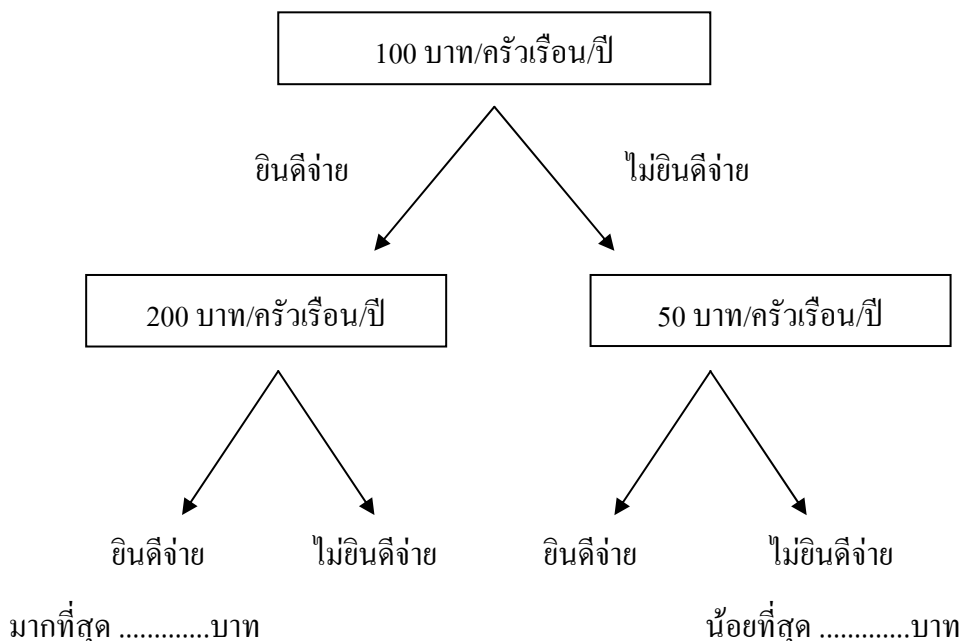 100 บาท/ครัวเรือน/ปี
ยินดีจ่าย ไม่ยินดีจ่าย
200 บาท/ครัวเรือน/ปี 50 บาท/ครัวเรือน/ปี
ยินดีจ่าย ไม่ยินดีจ่าย ยินดีจ่าย ไม่ยินดีจ่าย
มากที่สุด .............บาท น้อยที่สุด .............บาท